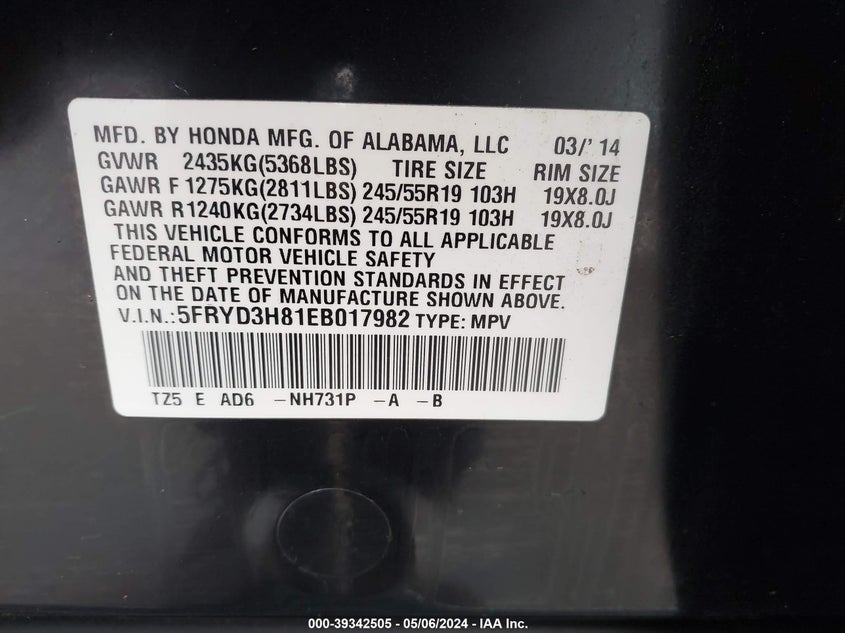 MFD. BY HONDA MFG. OF ALABAMA, LLC 03/' 14
GVWR 2435KG(5368LBS) TIRE SIZE RIM SIZE
GAWR F 1275KG(2811LBS) 245/55R19 103H 19X8.0J
GAWR R 1240KG(2734LBS) 245/55R19 103H 19X8.0J
THIS VEHICLE CONFORMS TO ALL APPLICABLE
FEDERAL MOTOR VEHICLE SAFETY
AND THEFT PREVENTION STANDARDS IN EFFECT
ON THE DATE OF MANUFACTURE SHOWN ABOVE.
V.I.N.:5FRYD3H81EB017982 TYPE: MPV
TZ5 E AD6 -NH731P -A -B
000-39342505 - 05/06/2024 - IAA Inc.